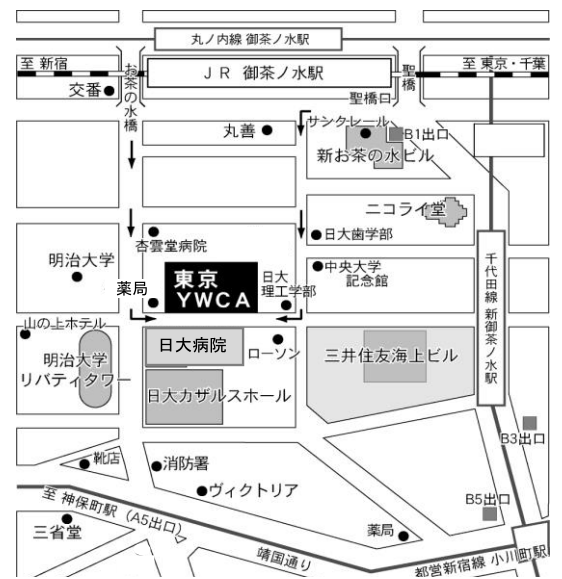 丸ノ内線 御茶ノ水駅
至 新宿
ＪＲ 御茶ノ水駅
至 東京・千葉
お茶の水橋
聖橋
交番
聖橋口
丸善
サンクレール
B1出口
新お茶の水ビル
ニコライ堂
杏雲堂病院
日大歯学部
明治大学
薬局
東京
YWCA
日大
理工学部
中央大学
記念館
千代田線 新御茶ノ水駅
山の上ホテル
明治大学
リバティタワー
日大病院
ローソン
三井住友海上ビル
日大カザルスホール
B3出口
靴店
消防署
ヴィクトリア
B5出口
至 神保町駅（A5出口）
三省堂
薬局
靖国通り
都営新宿線 小川町駅